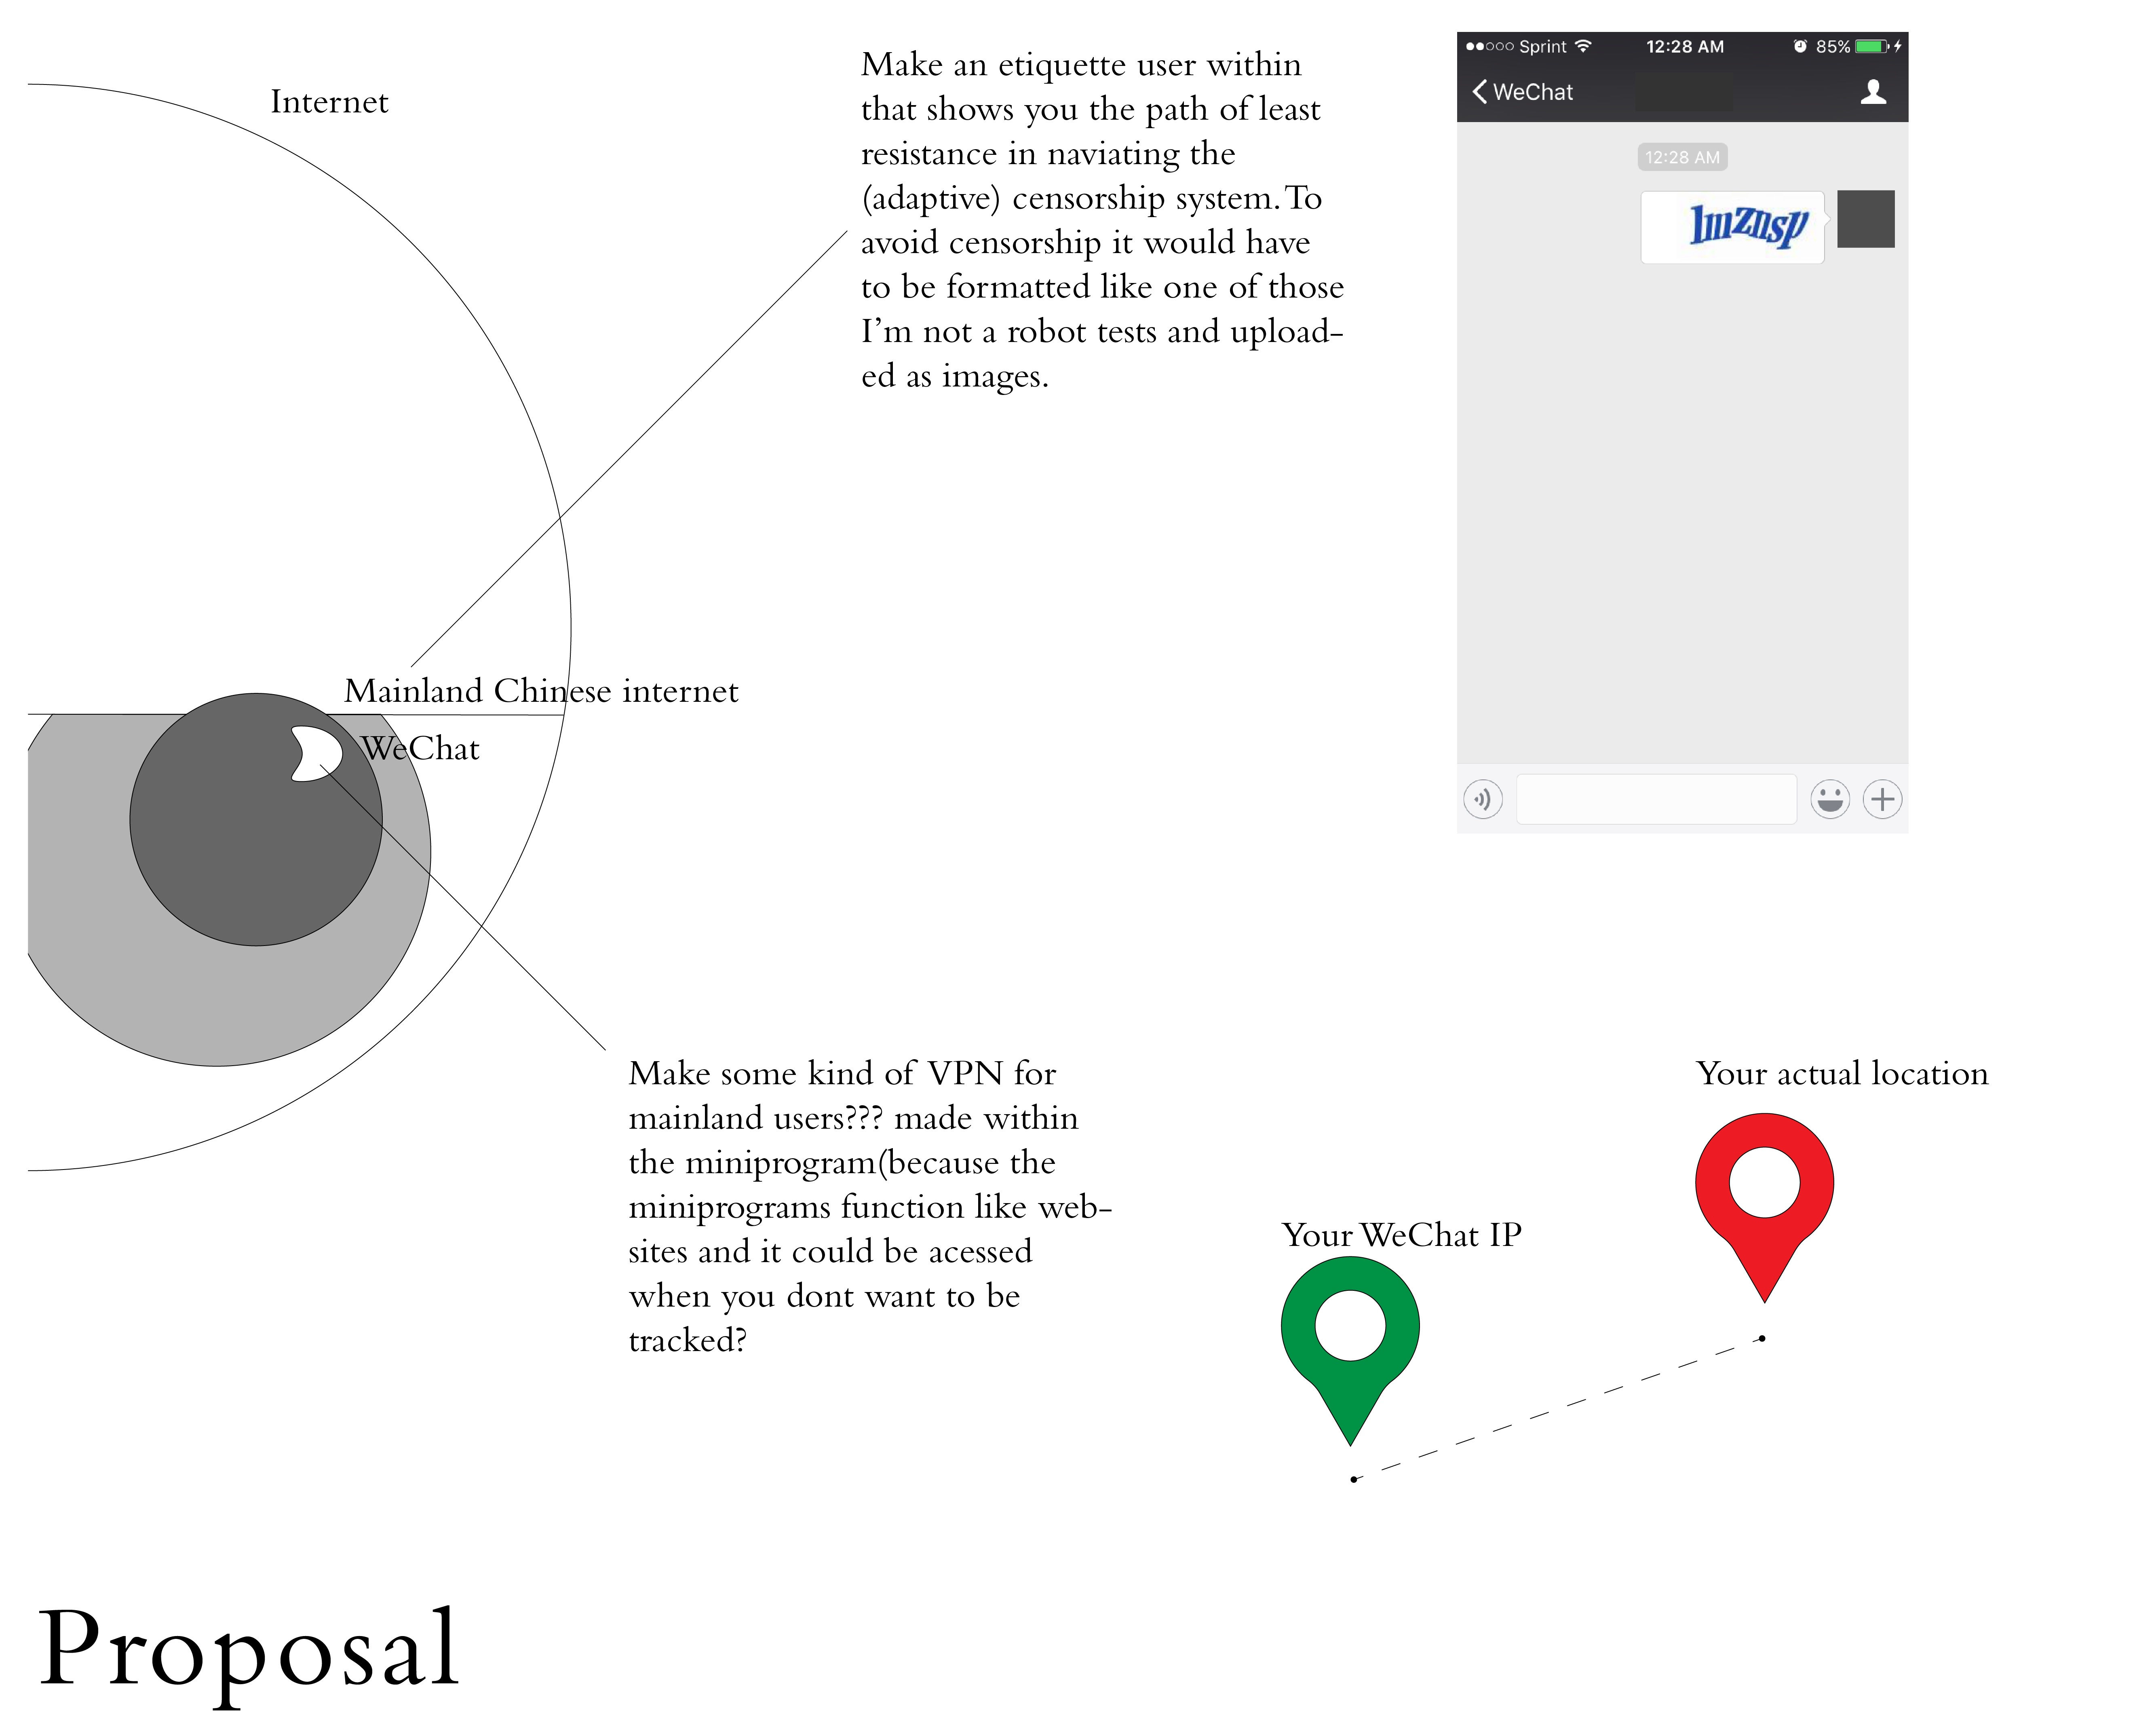 Internet
Make an etiquette user within
that shows you the path of least
resistance in naviating the
(adaptive) censorship system. To
avoid censorship it would have
to be formatted like one of those
I'm not a robot tests and upload-
ed as images.
Sprint 12:28 AM 85%
WeChat
12:28 AM
lmznsp
Mainland Chinese internet
WeChat
Make some kind of VPN for
mainland users??? made within
the miniprogram(because the
miniprograms function like web-
sites and it could be acessed
when you dont want to be
tracked?
Your actual location
Your WeChat IP
Proposal